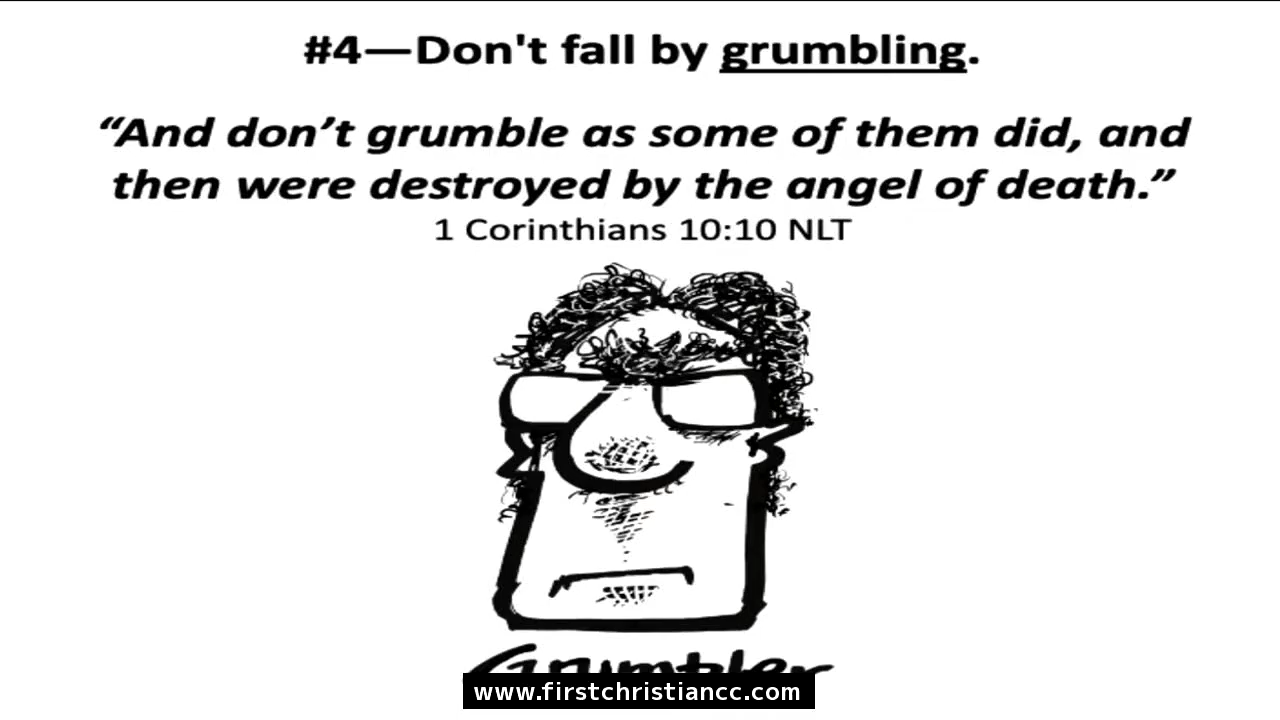 #4—Don't fall by grumbling.
“And don’t grumble as some of them did, and
then were destroyed by the angel of death.”
1 Corinthians 10:10 NLT
Grumbler
www.firstchristiancc.com